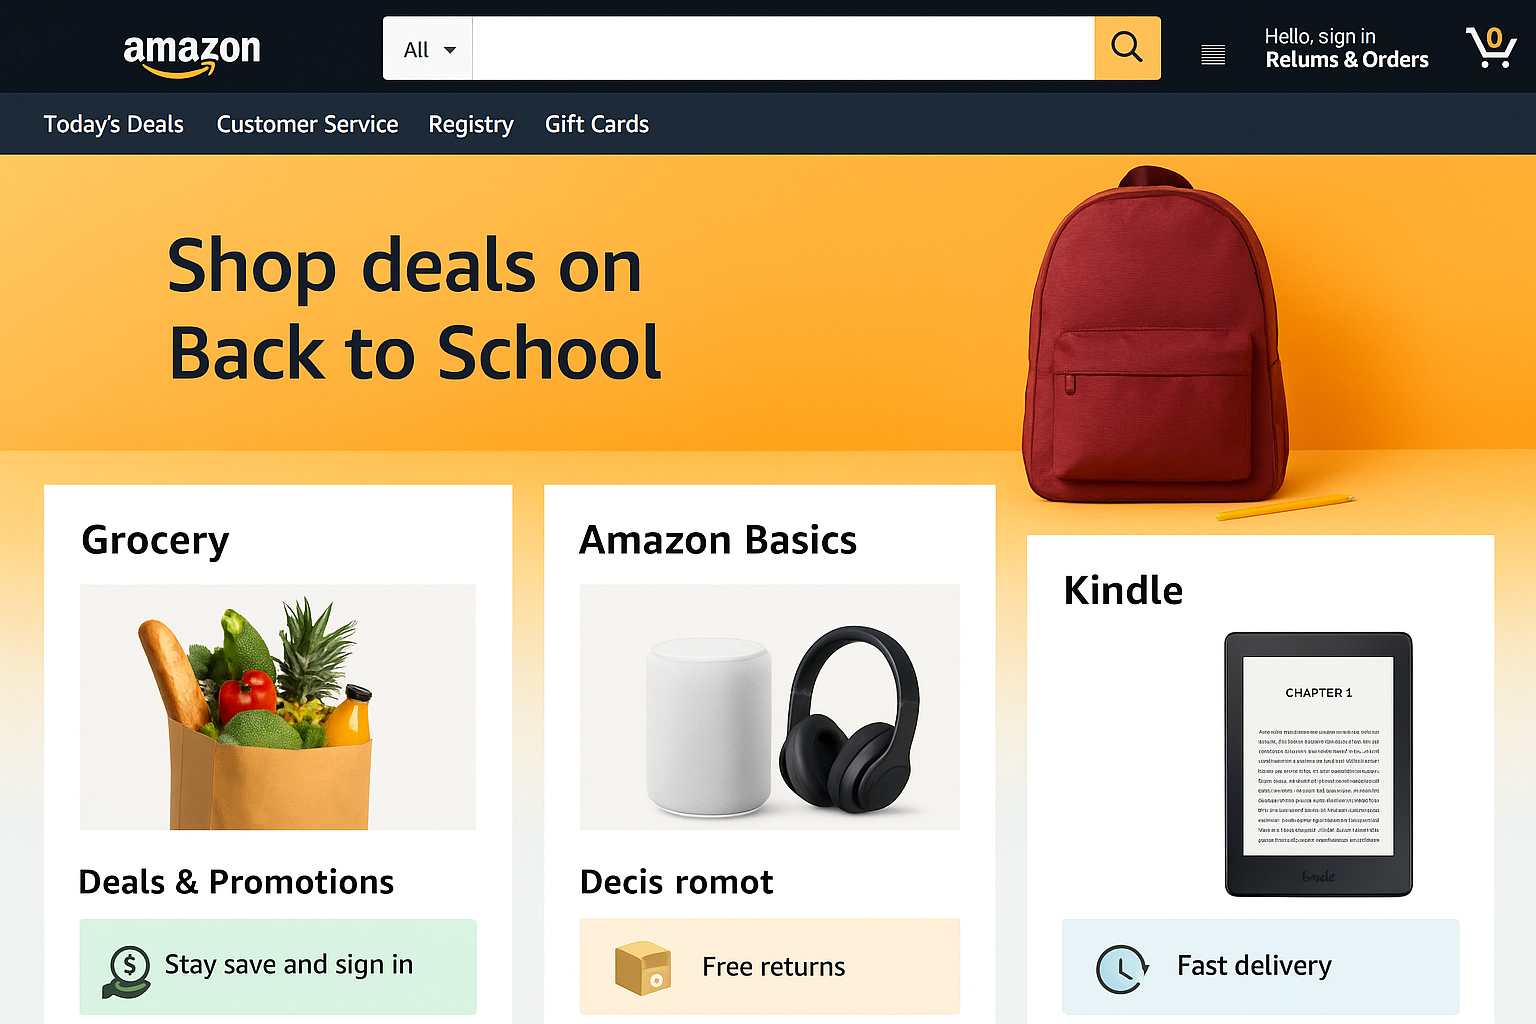 amazon
All
Hello, sign in
Relums & Orders
0
Today's Deals
Customer Service
Registry
Gift Cards
Shop deals on
Back to School
Grocery
Amazon Basics
Kindle
CHAPTER 1
Deals & Promotions
Decis romot
$ Stay save and sign in
Free returns
Fast delivery